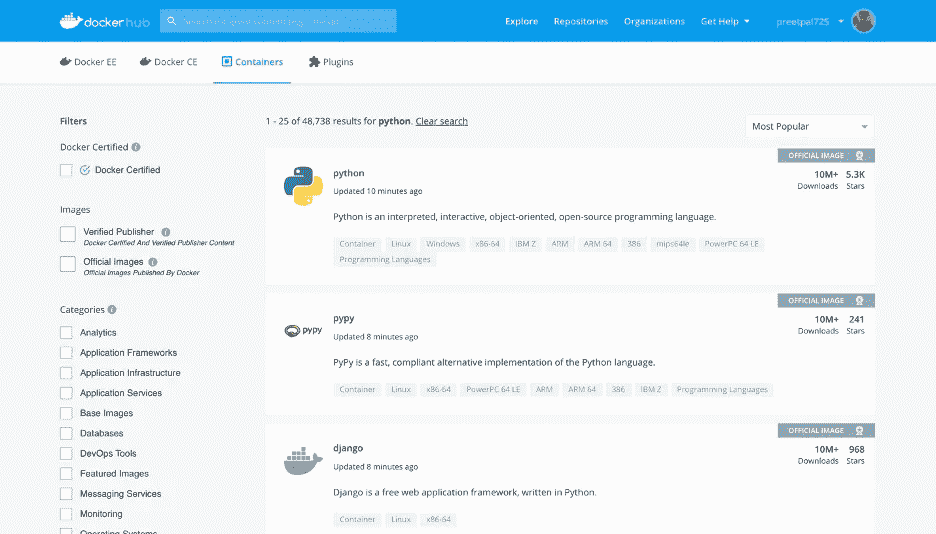 docker hub
Explore Repositories Organizations Get Help preetpal725
Docker EE Docker CE Containers Plugins
Filters
Docker Certified
Docker Certified
Images
Verified Publisher
Docker Certified And Verified Publisher Content
Official Images
Official Images Published By Docker
Categories
Analytics
Application Frameworks
Application Infrastructure
Application Services
Base Images
Databases
DevOps Tools
Featured Images
Messaging Services
Monitoring
Operating Systems
1 - 25 of 48,738 results for python. Clear search
Most Popular
OFFICIAL IMAGE
python
Updated 10 minutes ago
10M+ 5.3K
Downloads Stars
Python is an interpreted, interactive, object-oriented, open-source programming language.
Container Linux Windows x86-64 IBM Z ARM ARM 64 386 mips64le PowerPC 64 LE
Programming Languages
OFFICIAL IMAGE
pypy
pypy
Updated 8 minutes ago
10M+ 241
Downloads Stars
PyPy is a fast, compliant alternative implementation of the Python language.
Container Linux x86-64 PowerPC 64 LE ARM ARM 64 386 IBM Z Programming Languages
OFFICIAL IMAGE
django
Updated 8 minutes ago
10M+ 968
Downloads Stars
Django is a free web application framework, written in Python.
Container Linux x86-64